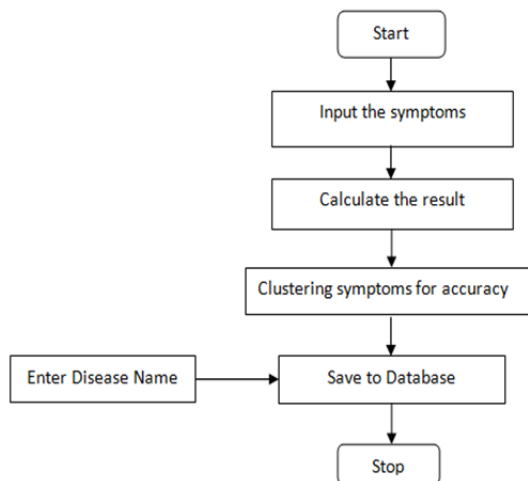 Start
Input the symptoms
Calculate the result
Clustering symptoms for accuracy
Enter Disease Name
Save to Database
Stop